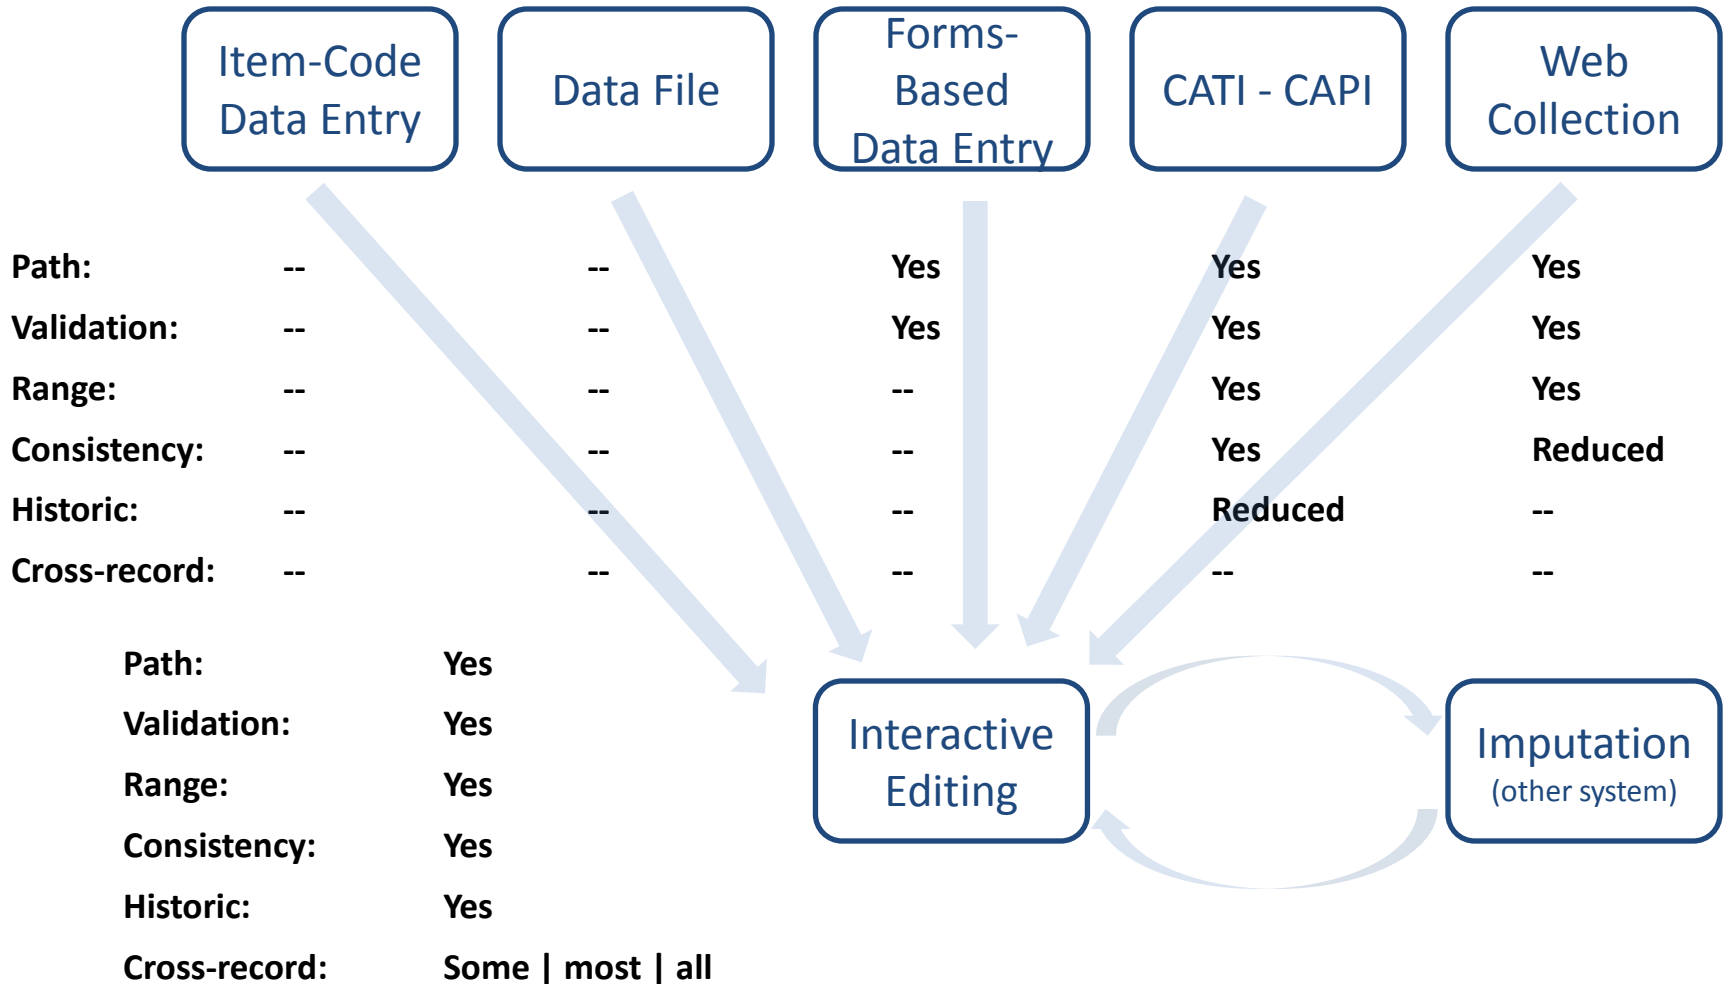 Item-Code
Data Entry
Data File
Forms-
Based
Data Entry
CATI - CAPI
Web
Collection
Path: -- -- Yes Yes Yes
Validation: -- -- Yes Yes Yes
Range: -- -- -- Yes Yes
Consistency: -- -- -- Yes Reduced
Historic: -- -- -- Reduced --
Cross-record: -- -- -- -- --
Path: Yes
Validation: Yes
Range: Yes
Consistency: Yes
Historic: Yes
Cross-record: Some | most | all
Interactive
Editing
Imputation
(other system)